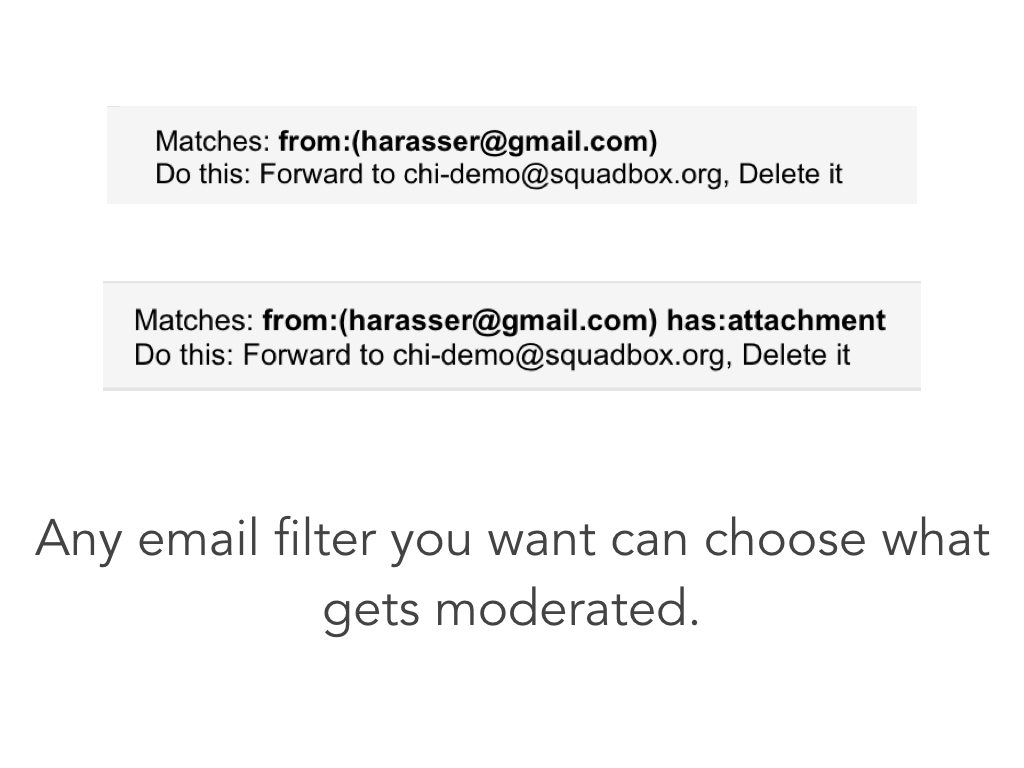 Matches: from:(harasser@gmail.com)
Do this: Forward to chi-demo@squadbox.org, Delete it
Matches: from:(harasser@gmail.com) has:attachment
Do this: Forward to chi-demo@squadbox.org, Delete it
Any email filter you want can choose what
gets moderated.